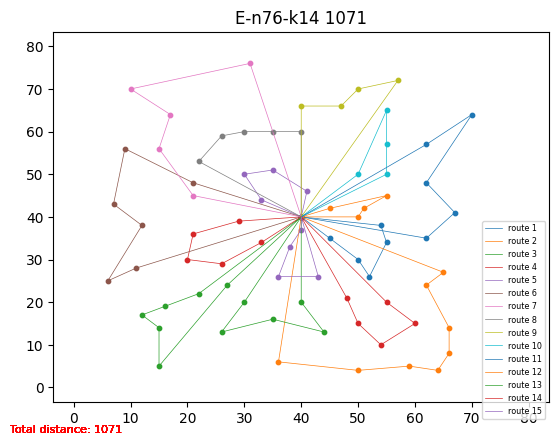 E-n76-k14 1071
80
70
60
50
40
30
20
10
0
0 10 20 30 40 50 60 70 80
route 1
route 2
route 3
route 4
route 5
route 6
route 7
route 8
route 9
route 10
route 11
route 12
route 13
route 14
route 15
Total distance: 1071